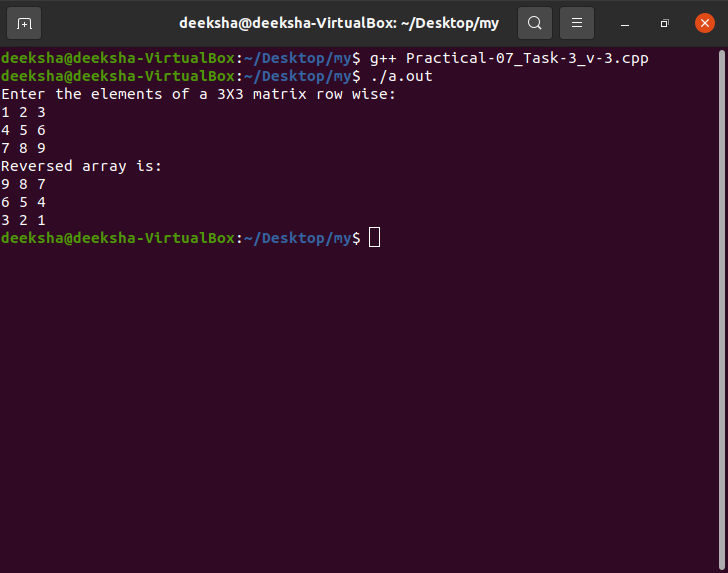 deeksha@deeksha-VirtualBox: ~/Desktop/my
deeksha@deeksha-VirtualBox:~/Desktop/my$ g++ Practical-07_Task-3_v-3.cpp
deeksha@deeksha-VirtualBox:~/Desktop/my$ ./a.out
Enter the elements of a 3X3 matrix row wise:
1 2 3
4 5 6
7 8 9
Reversed array is:
9 8 7
6 5 4
3 2 1
deeksha@deeksha-VirtualBox:~/Desktop/my$